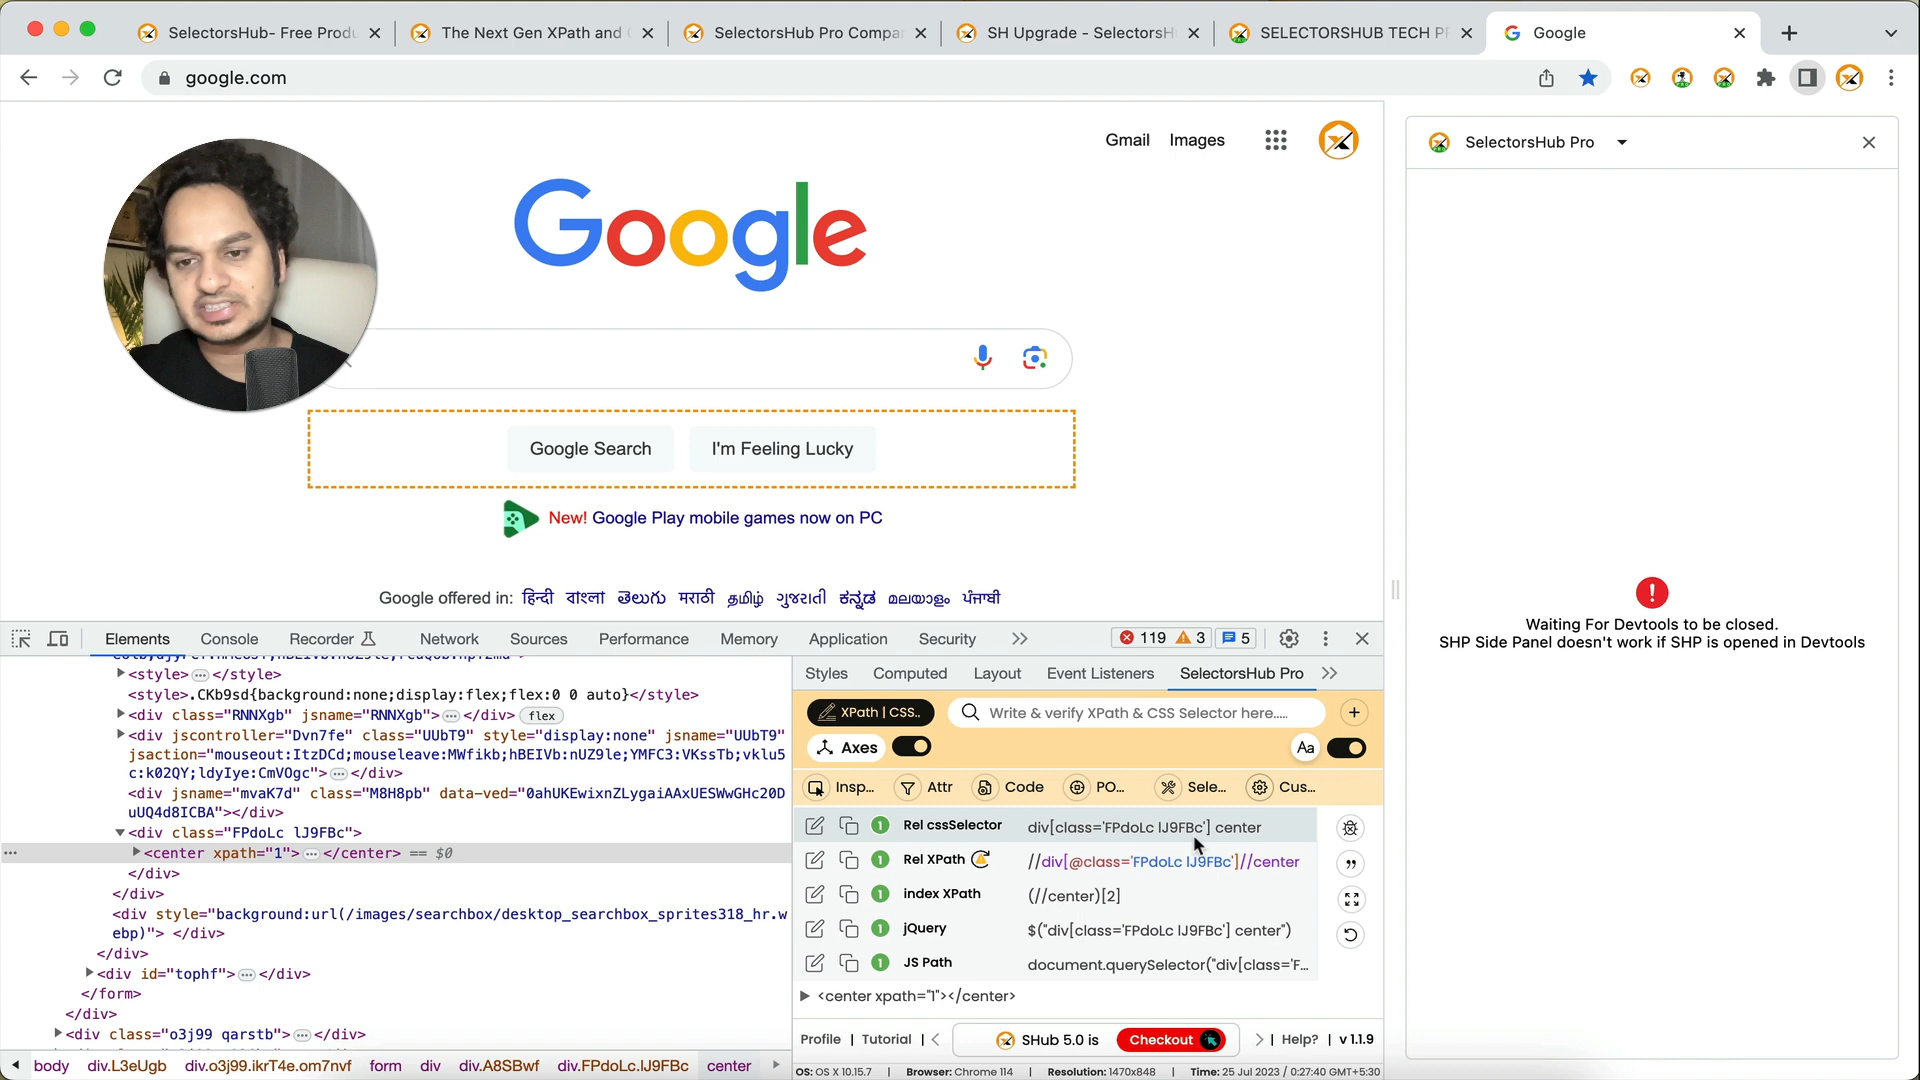 SelectorsHub- Free Produ
The Next Gen XPath and
SelectorsHub Pro Compa
SH Upgrade - SelectorsH
SELECTORSHUB TECH PR
Google
google.com
Gmail
Images
SelectorsHub Pro
Google
Google Search
I'm Feeling Lucky
New! Google Play mobile games now on PC
Google offered in: हिन्दी বাংলা తెలుగు मराठी தமிழ் ગુજરાતી ಕನ್ನಡ മലയാളം ਪੰਜਾਬੀ
Waiting For Devtools to be closed.
SHP Side Panel doesn't work if SHP is opened in Devtools
Elements Console Recorder Network Sources Performance Memory Application Security 119 3 5
<style> </style>
<style>.CKb9sd{background:none;display:flex;flex:0 0 auto}</style>
<div class="RNNXgb" jsname="RNNXgb"> </div> flex
<div jscontroller="Dvn7fe" class="UUbT9" style="display:none" jsname="UUbT9"
jsaction="mouseout:ItzDCd;mouseleave:MWfikb;hBEIVb:nUZ9le;YMFC3:VKssTb;vklu5
c:k02QY;ldyIye:CmVOgc"> </div>
<div jsname="mvaK7d" class="M8H8pb" data-ved="0ahUKEwixnZLygaiAAxUESWwGHc20D
uUQ4d8ICBA"></div>
<div class="FPdoLc lJ9FBc">
<center xpath="1"> </center> == $0
</div>
</div>
<div style="background:url(/images/searchbox/desktop_searchbox_sprites318_hr.w
ebp)"> </div>
</div>
<div id="tophf"> </div>
</form>
</div>
<div class="o3j99 qarstb"> </div>
body div.L3eUgb div.o3j99.ikrT4e.om7nvf form div div.A8SBwf div.FPdoLc.lJ9FBc center
Styles Computed Layout Event Listeners SelectorsHub Pro
XPath | CSS.. Write & verify XPath & CSS Selector here.....
Axes Aa
Insp... Attr Code PO... Sele... Cus...
1 Rel cssSelector div[class='FPdoLc lJ9FBc'] center
1 Rel XPath //div[@class='FPdoLc lJ9FBc']//center
1 index XPath (//center)[2]
1 jQuery $("div[class='FPdoLc lJ9FBc'] center")
1 JS Path document.querySelector("div[class='F...
<center xpath="1"></center>
Profile | Tutorial | SHub 5.0 is Checkout Help? | v 1.1.9
OS: OS X 10.15.7 | Browser: Chrome 114 | Resolution: 1470x848 | Time: 25 Jul 2023 / 0:27:40 GMT+5:30